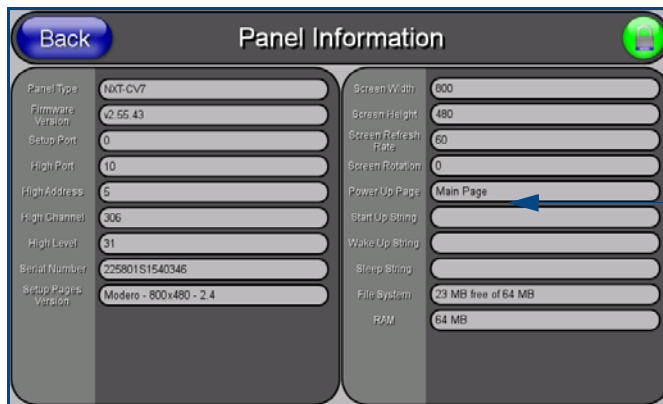 Back
Panel Information
Panel Type
NXT-CV7
Firmware
Version
v2.55.43
Setup Port
0
High Port
10
High Address
5
High Channel
306
High Level
31
Serial Number
225801S1540346
Setup Pages
Version
Modero - 800x480 - 2.4
Screen Width
800
Screen Height
480
Screen Refresh
Rate
60
Screen Rotation
0
Power Up Page
Main Page
Start Up String
Wake Up String
Sleep String
File System
23 MB free of 64 MB
RAM
64 MB